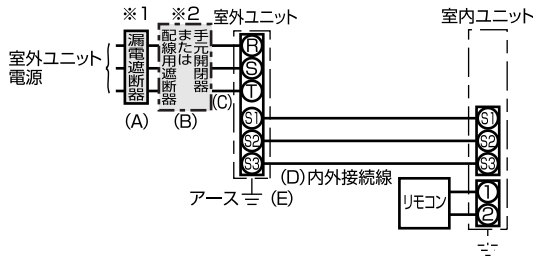 ※1
※2
室外ユニット
室内ユニット
室外ユニット
電源
漏電遮断器
手元開閉器
または
配線用遮断器
(A)
(B)
(C)
R
S
T
S1
S2
S3
S1
S2
S3
(D)内外接続線
アース
(E)
リモコン
1
2